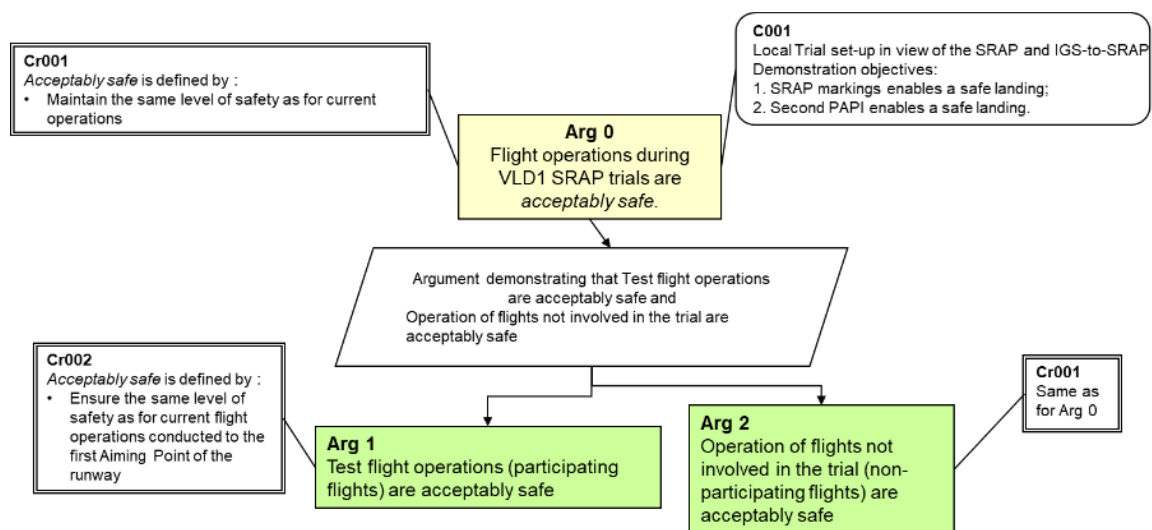 Cr001
Acceptably safe is defined by :
• Maintain the same level of safety as for current
operations
C001
Local Trial set-up in view of the SRAP and IGS-to-SRAP
Demonstration objectives:
1. SRAP markings enables a safe landing;
2. Second PAPI enables a safe landing.
Arg 0
Flight operations during
VLD1 SRAP trials are
acceptably safe.
Argument demonstrating that Test flight operations
are acceptably safe and
Operation of flights not involved in the trial are
acceptably safe
Cr002
Acceptably safe is defined by :
• Ensure the same level of
safety as for current flight
operations conducted to the
first Aiming Point of the
runway
Arg 1
Test flight operations (participating
flights) are acceptably safe
Arg 2
Operation of flights not
involved in the trial (non-
participating flights) are
acceptably safe
Cr001
Same as
for Arg 0